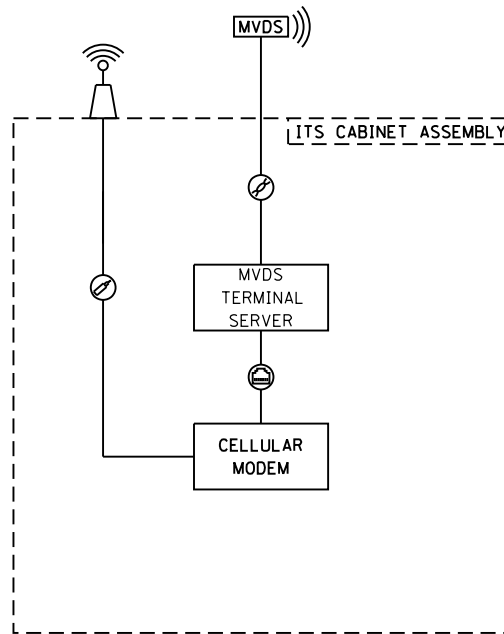 MVDS
ITS CABINET ASSEMBLY
MVDS
TERMINAL
SERVER
CELLULAR
MODEM